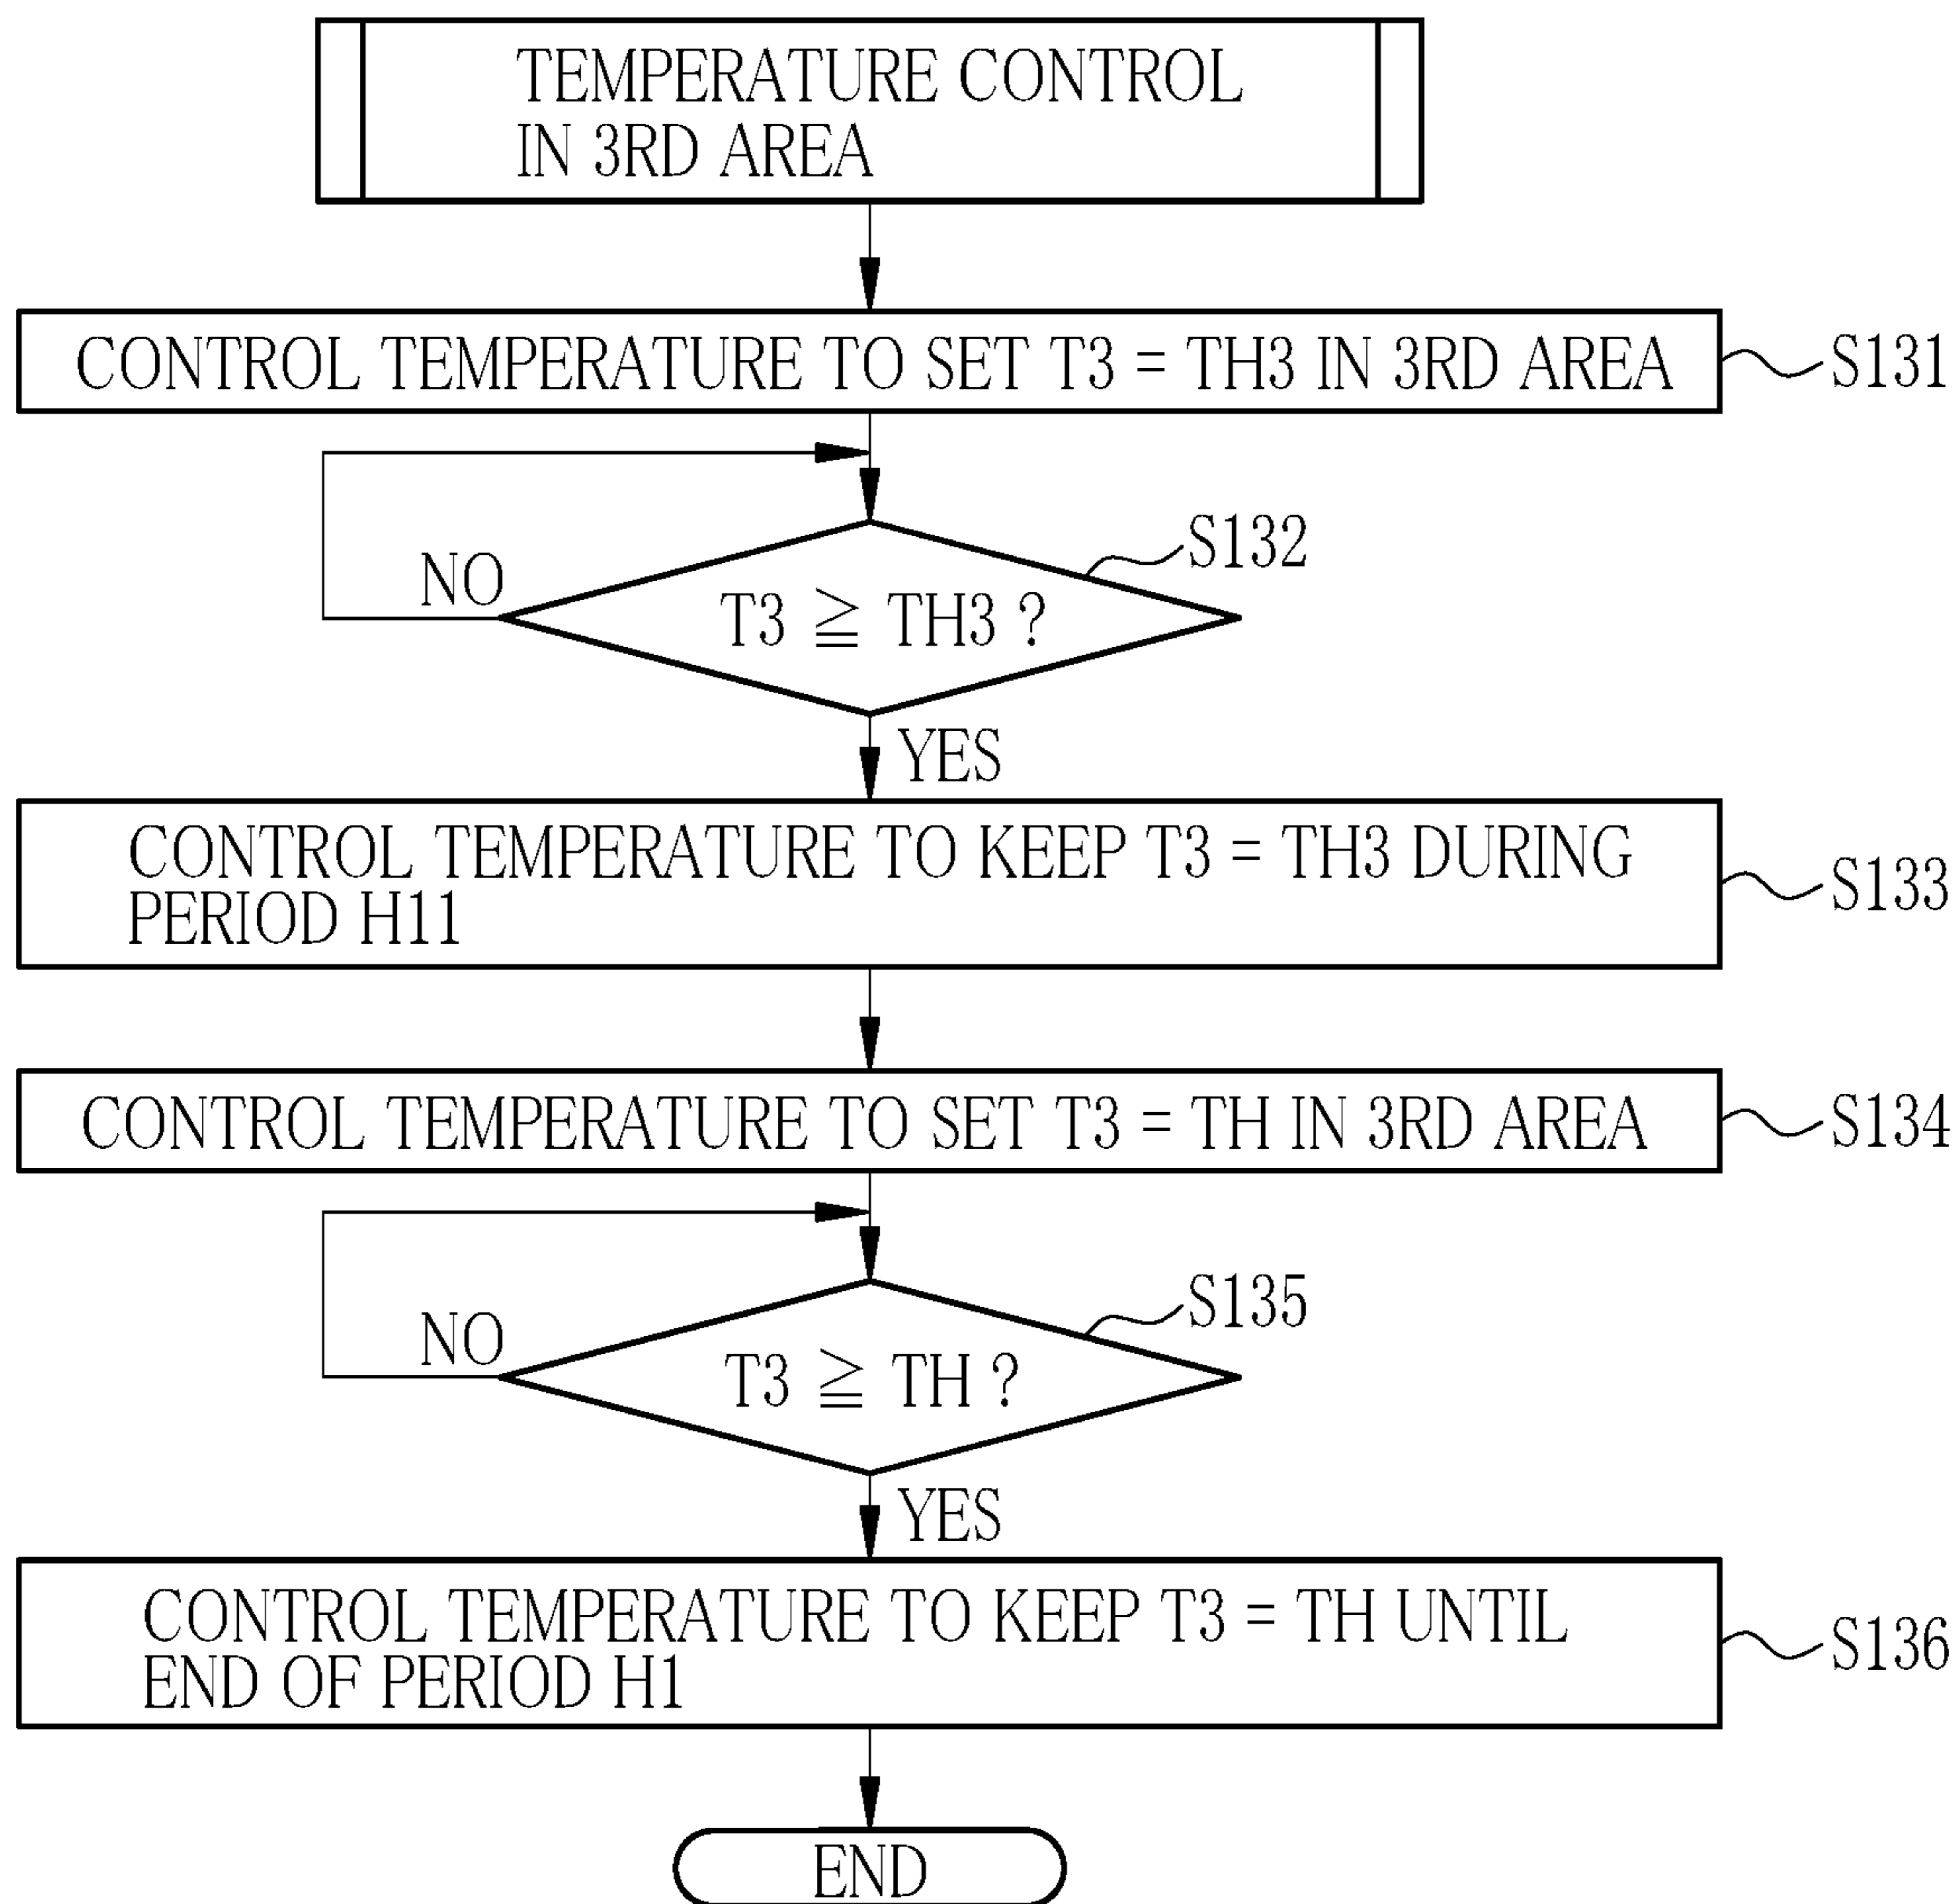 TEMPERATURE CONTROL
IN 3RD AREA
CONTROL TEMPERATURE TO SET T3 = TH3 IN 3RD AREA
S131
S132
NO
T3 ≧ TH3 ?
YES
CONTROL TEMPERATURE TO KEEP T3 = TH3 DURING
PERIOD H11
S133
CONTROL TEMPERATURE TO SET T3 = TH IN 3RD AREA
S134
S135
NO
T3 ≧ TH ?
YES
CONTROL TEMPERATURE TO KEEP T3 = TH UNTIL
END OF PERIOD H1
S136
END